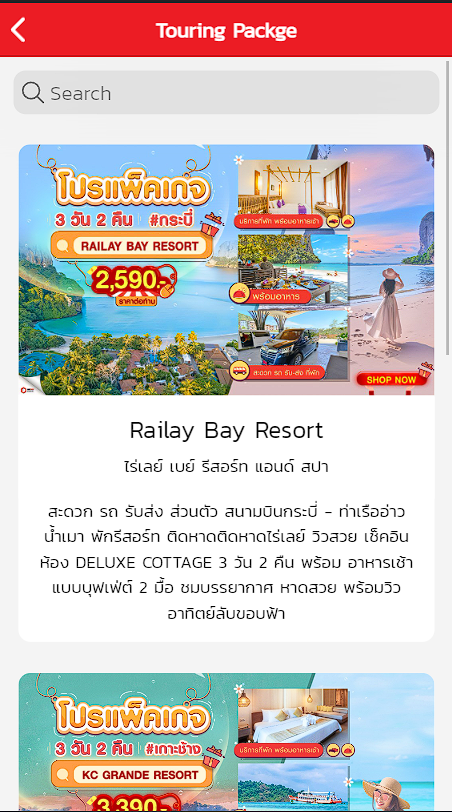 Touring Packge
Search
โปรแพ็คเกจ
3 วัน 2 คืน #กระบี่
RAILAY BAY RESORT
2,590.-
ราคาต่อท่าน
บริการที่พัก พร้อมอาหารเช้า
พร้อมอาหาร
สะดวก รถ รับ-ส่ง ที่พัก
SHOP NOW
Railay Bay Resort
ไร่เลย์ เบย์ รีสอร์ท แอนด์ สปา
สะดวก รถ รับส่ง ส่วนตัว สนามบินกระบี่ - ท่าเรืออ่าว
น้ำเมา พักรีสอร์ท ติดหาดติดหาดไร่เลย์ วิวสวย เช็คอิน
ห้อง DELUXE COTTAGE 3 วัน 2 คืน พร้อม อาหารเช้า
แบบบุฟเฟ่ต์ 2 มื้อ ชมบรรยากาศ หาดสวย พร้อมวิว
อาทิตย์ลับขอบฟ้า
โปรแพ็คเกจ
3 วัน 2 คืน #เกาะช้าง
KC GRANDE RESORT
3,390.-
บริการที่พัก พร้อมอาหารเช้า